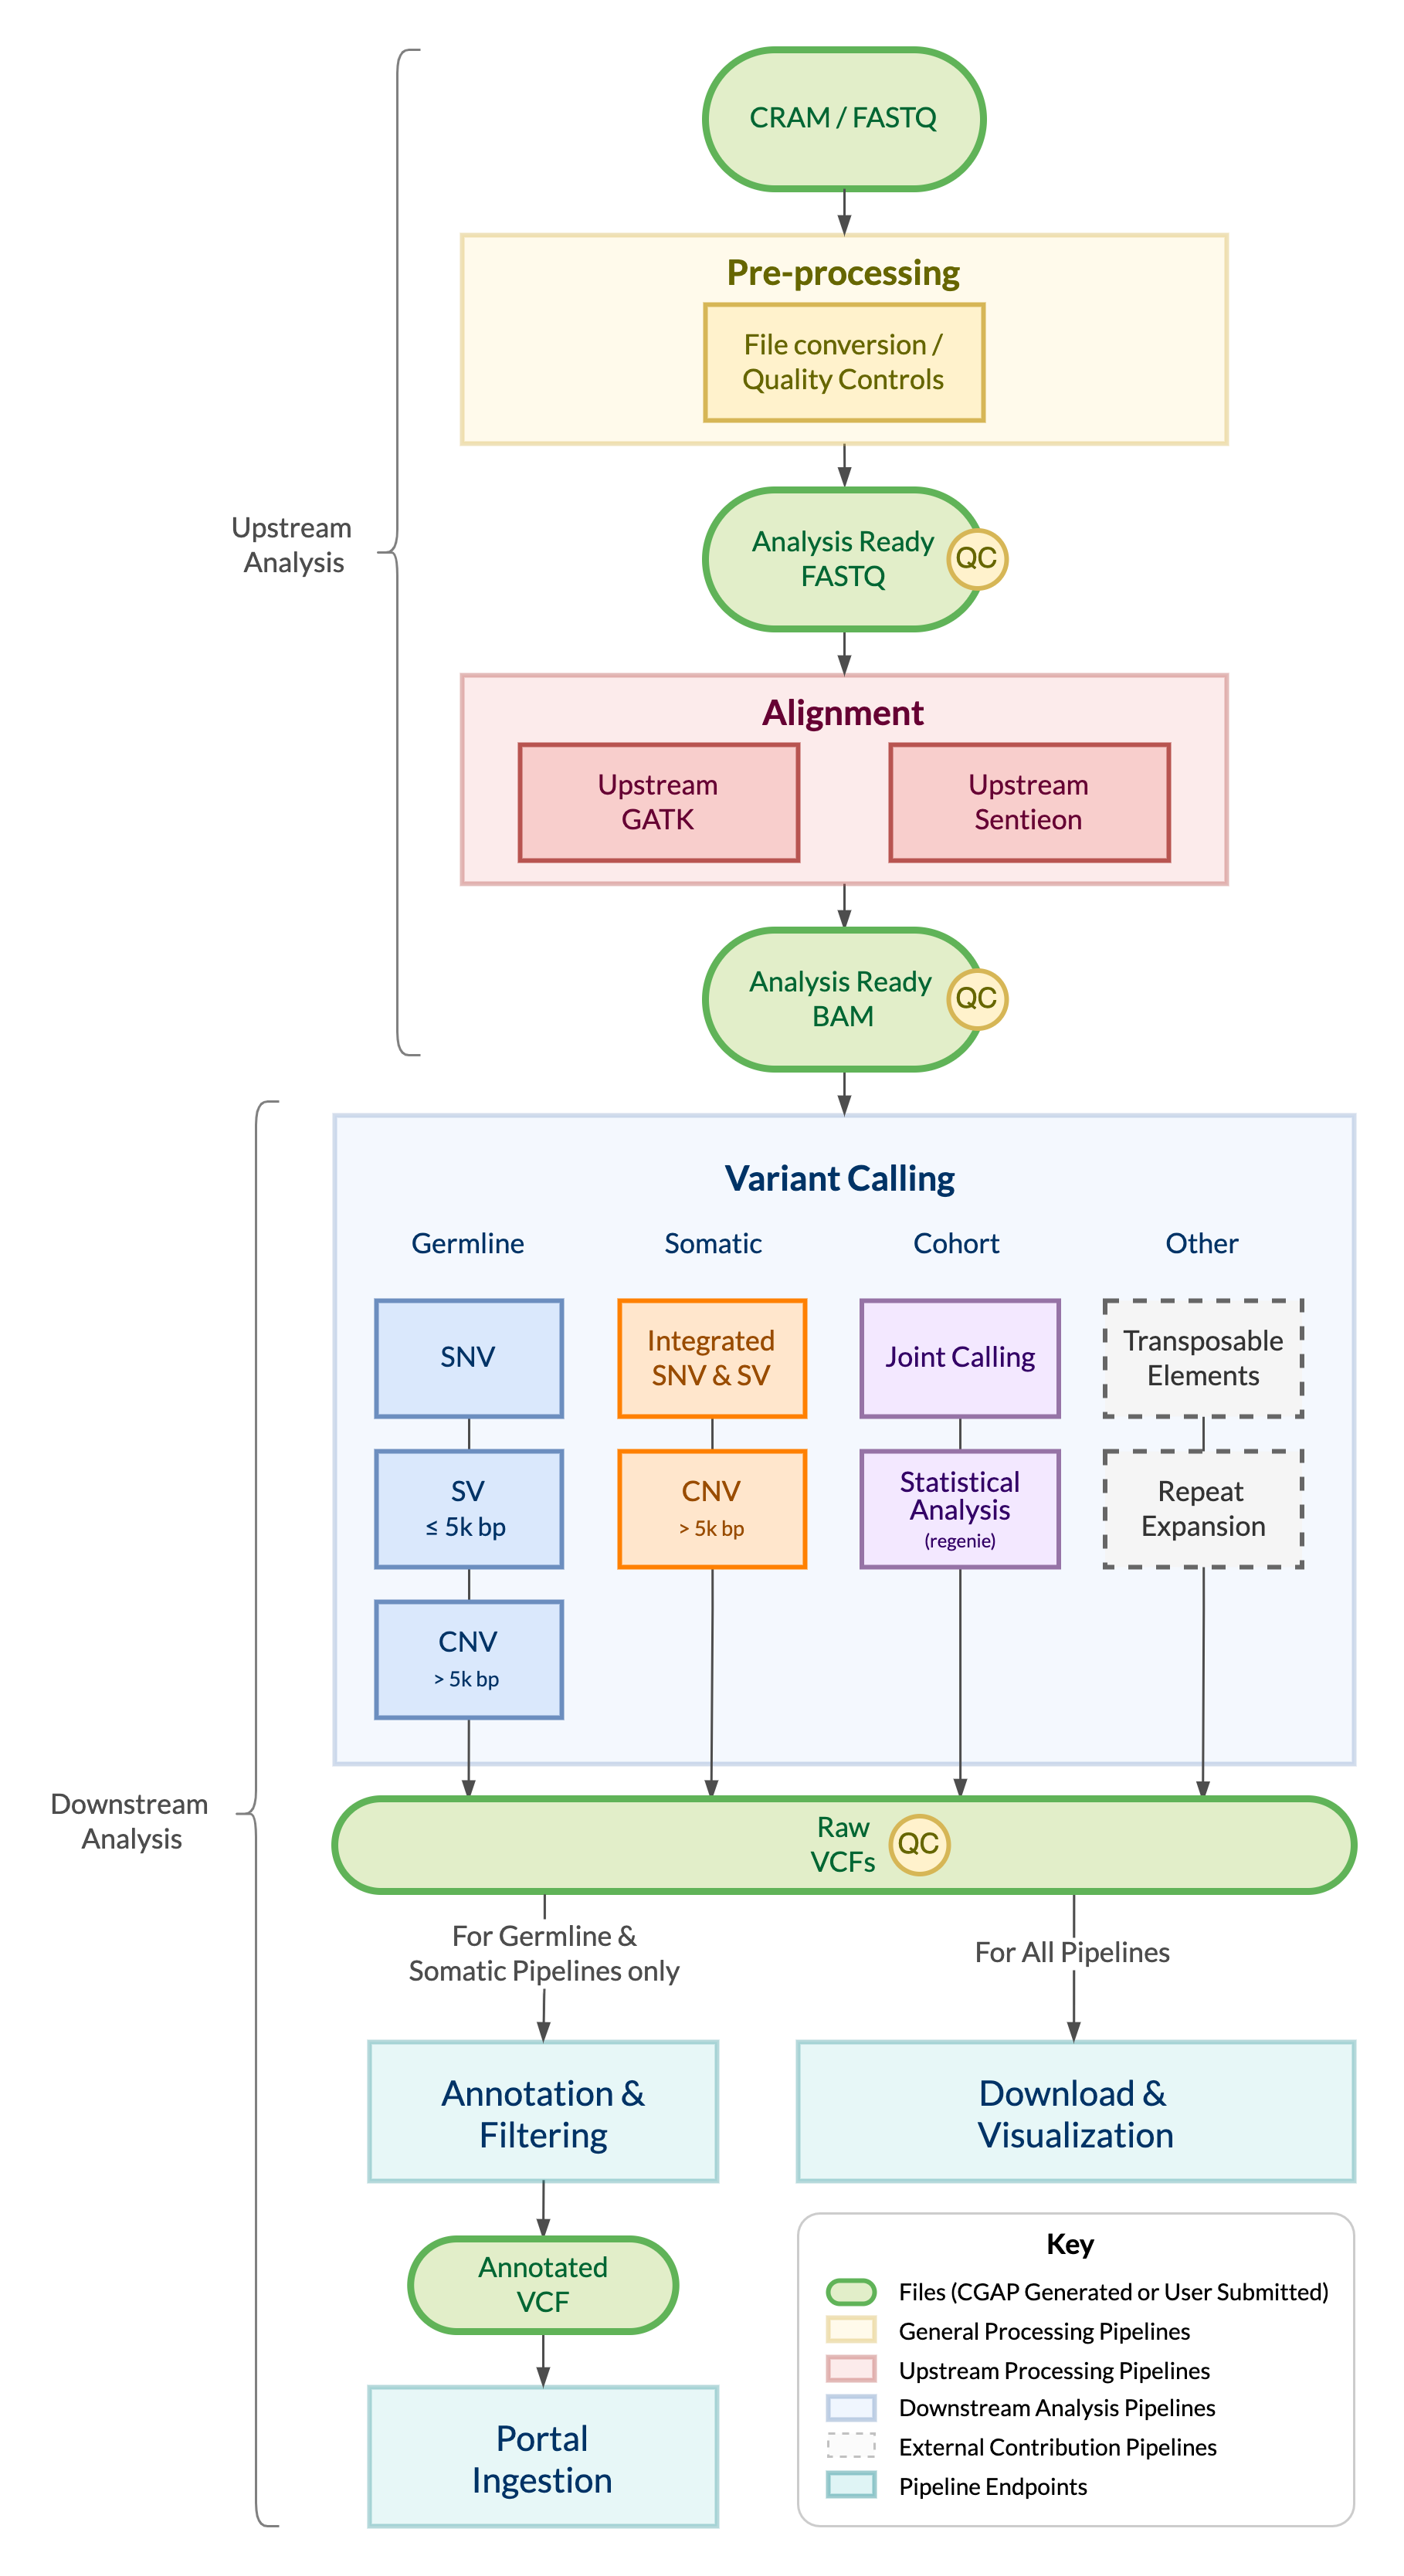 CRAM / FASTQ
Pre-processing
File conversion /
Quality Controls
Upstream
Analysis
Analysis Ready
FASTQ
QC
Alignment
Upstream
GATK
Upstream
Sentieon
Analysis Ready
BAM
QC
Variant Calling
Germline
Somatic
Cohort
Other
SNV
Integrated
SNV & SV
Joint Calling
Transposable
Elements
SV
≤ 5k bp
CNV
> 5k bp
Statistical
Analysis
(regenie)
Repeat
Expansion
CNV
> 5k bp
Downstream
Analysis
Raw
VCFs
QC
For Germline &
Somatic Pipelines only
For All Pipelines
Annotation &
Filtering
Download &
Visualization
Annotated
VCF
Portal
Ingestion
Key
Files (CGAP Generated or User Submitted)
General Processing Pipelines
Upstream Processing Pipelines
Downstream Analysis Pipelines
External Contribution Pipelines
Pipeline Endpoints